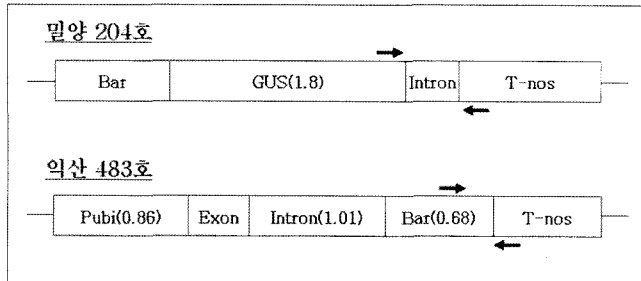 밀양 204호
Bar GUS(1.8) Intron T-nos
익산 483호
Pubi(0.86) Exon Intron(1.01) Bar(0.68) T-nos